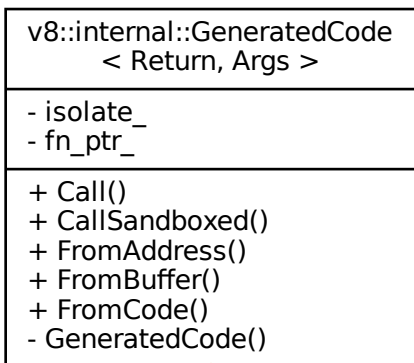 v8::internal::GeneratedCode
< Return, Args >
- isolate_
- fn_ptr_
+ Call()
+ CallSandboxed()
+ FromAddress()
+ FromBuffer()
+ FromCode()
- GeneratedCode()